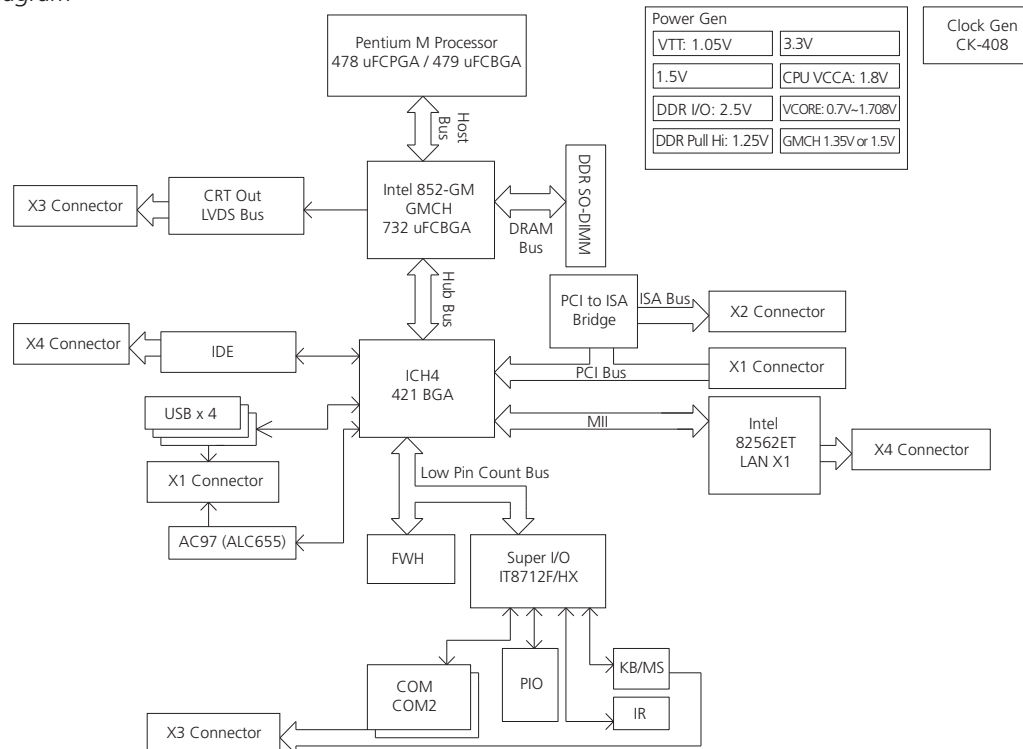 Pentium M Processor
478 uFCPGA / 479 uFCBGA
Power Gen
VTT: 1.05V
3.3V
1.5V
CPU VCCA: 1.8V
DDR I/O: 2.5V
VCORE: 0.7V~1.708V
DDR Pull Hi: 1.25V
GMCH 1.35V or 1.5V
Clock Gen
CK-408
Host
Bus
X3 Connector
CRT Out
LVDS Bus
Intel 852-GM
GMCH
732 uFCBGA
DRAM
Bus
DDR SO-DIMM
Hub Bus
PCI to ISA
Bridge
ISA Bus
X2 Connector
X4 Connector
IDE
ICH4
421 BGA
PCI Bus
X1 Connector
USB x 4
MII
Intel
82562ET
LAN X1
X4 Connector
X1 Connector
Low Pin Count Bus
AC97 (ALC655)
FWH
Super I/O
IT8712F/HX
COM
COM2
PIO
KB/MS
IR
X3 Connector